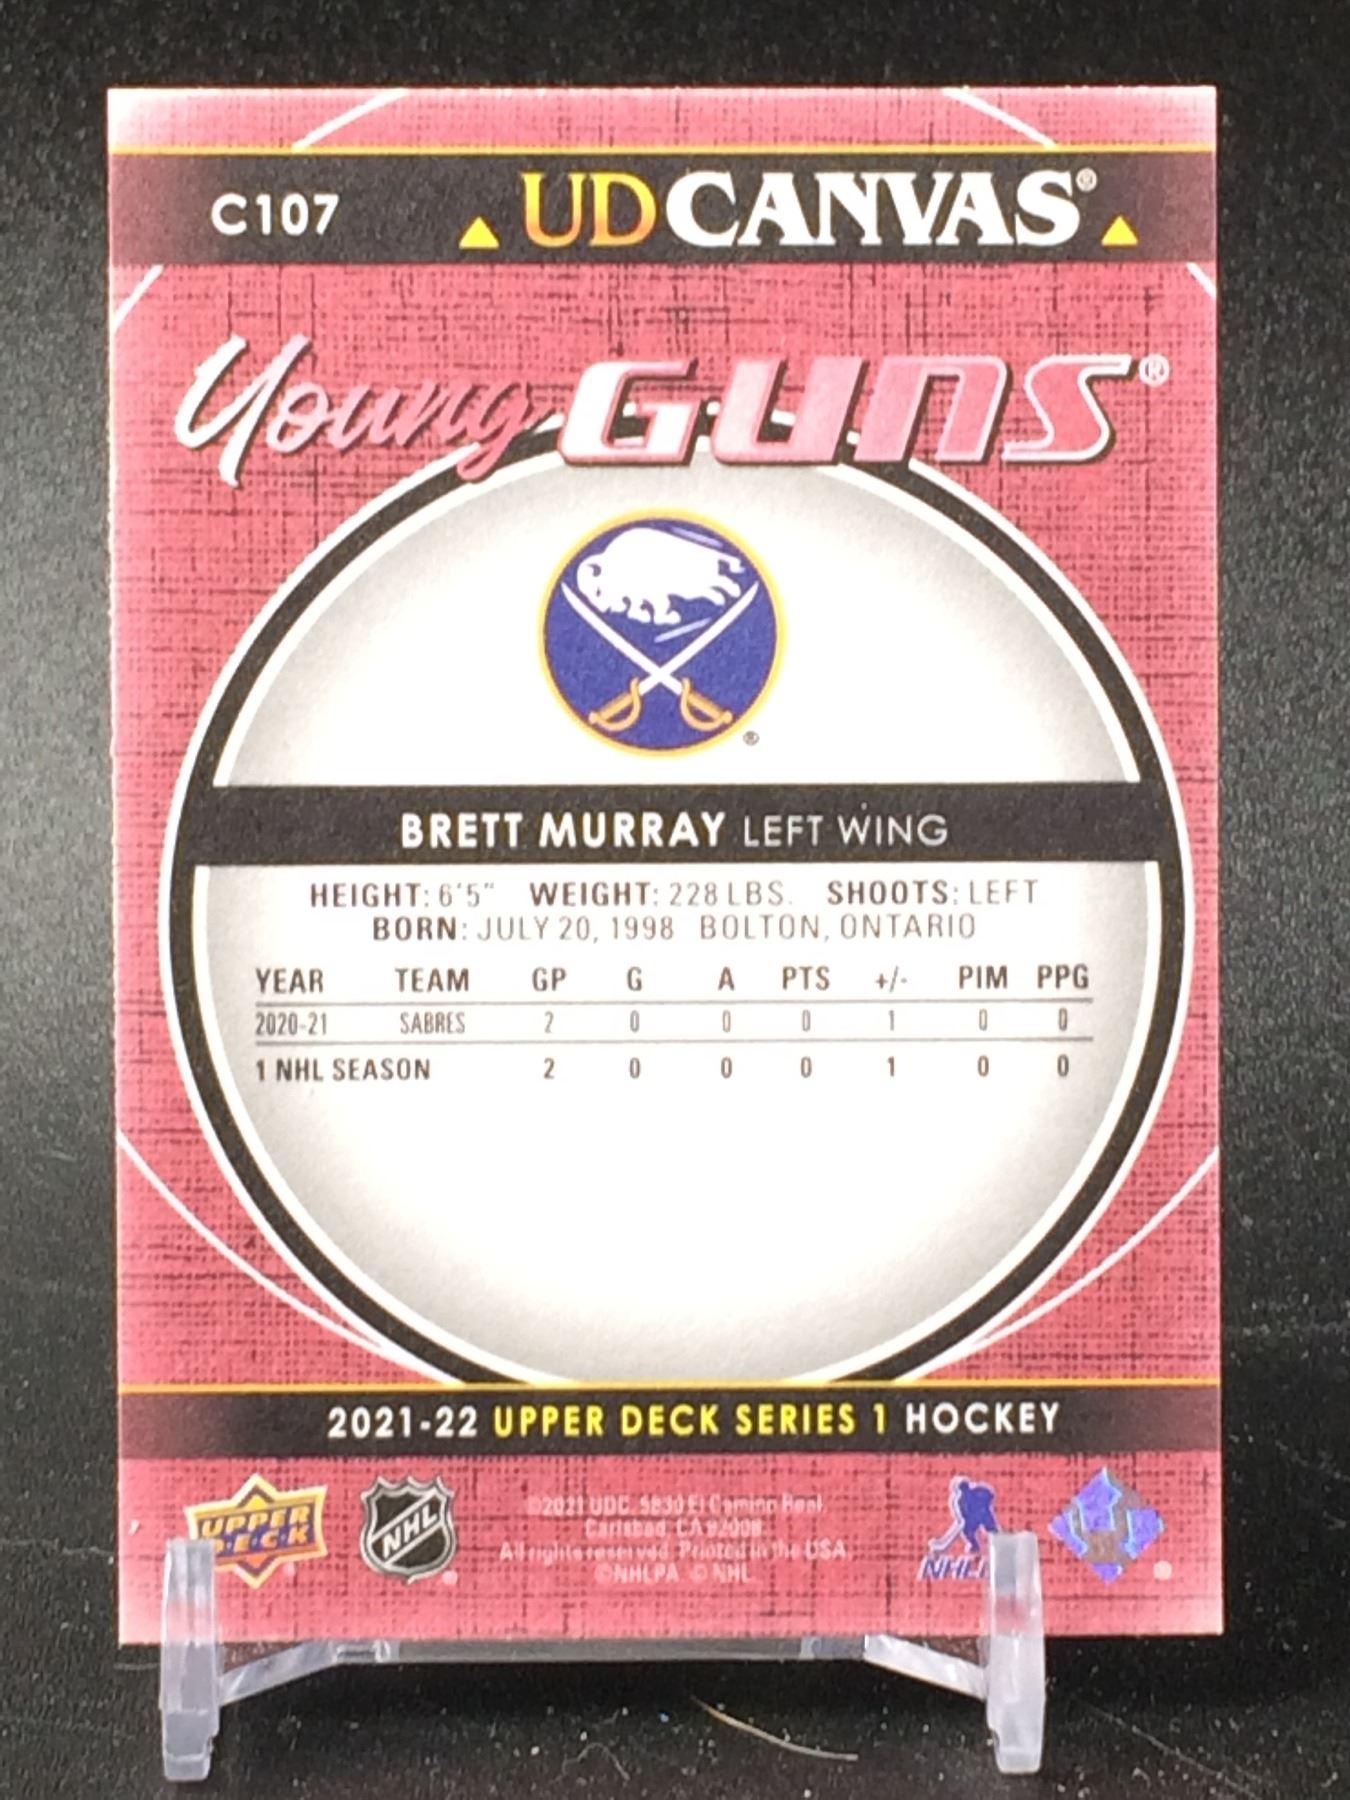 C107 UD CANVAS®
Young GUNS®
®
BRETT MURRAY LEFT WING
HEIGHT: 6'5" WEIGHT: 228 LBS. SHOOTS: LEFT
BORN: JULY 20, 1998 BOLTON, ONTARIO
YEAR TEAM GP G A PTS +/- PIM PPG
2020-21 SABRES 2 0 0 0 1 0 0
1 NHL SEASON 2 0 0 0 1 0 0
2021-22 UPPER DECK SERIES 1 HOCKEY
UPPER DECK
NHL
©2021 UDC. 5830 El Camino Real,
Carlsbad, CA 92008.
All rights reserved. Printed in the USA.
©NHLPA. © NHL.